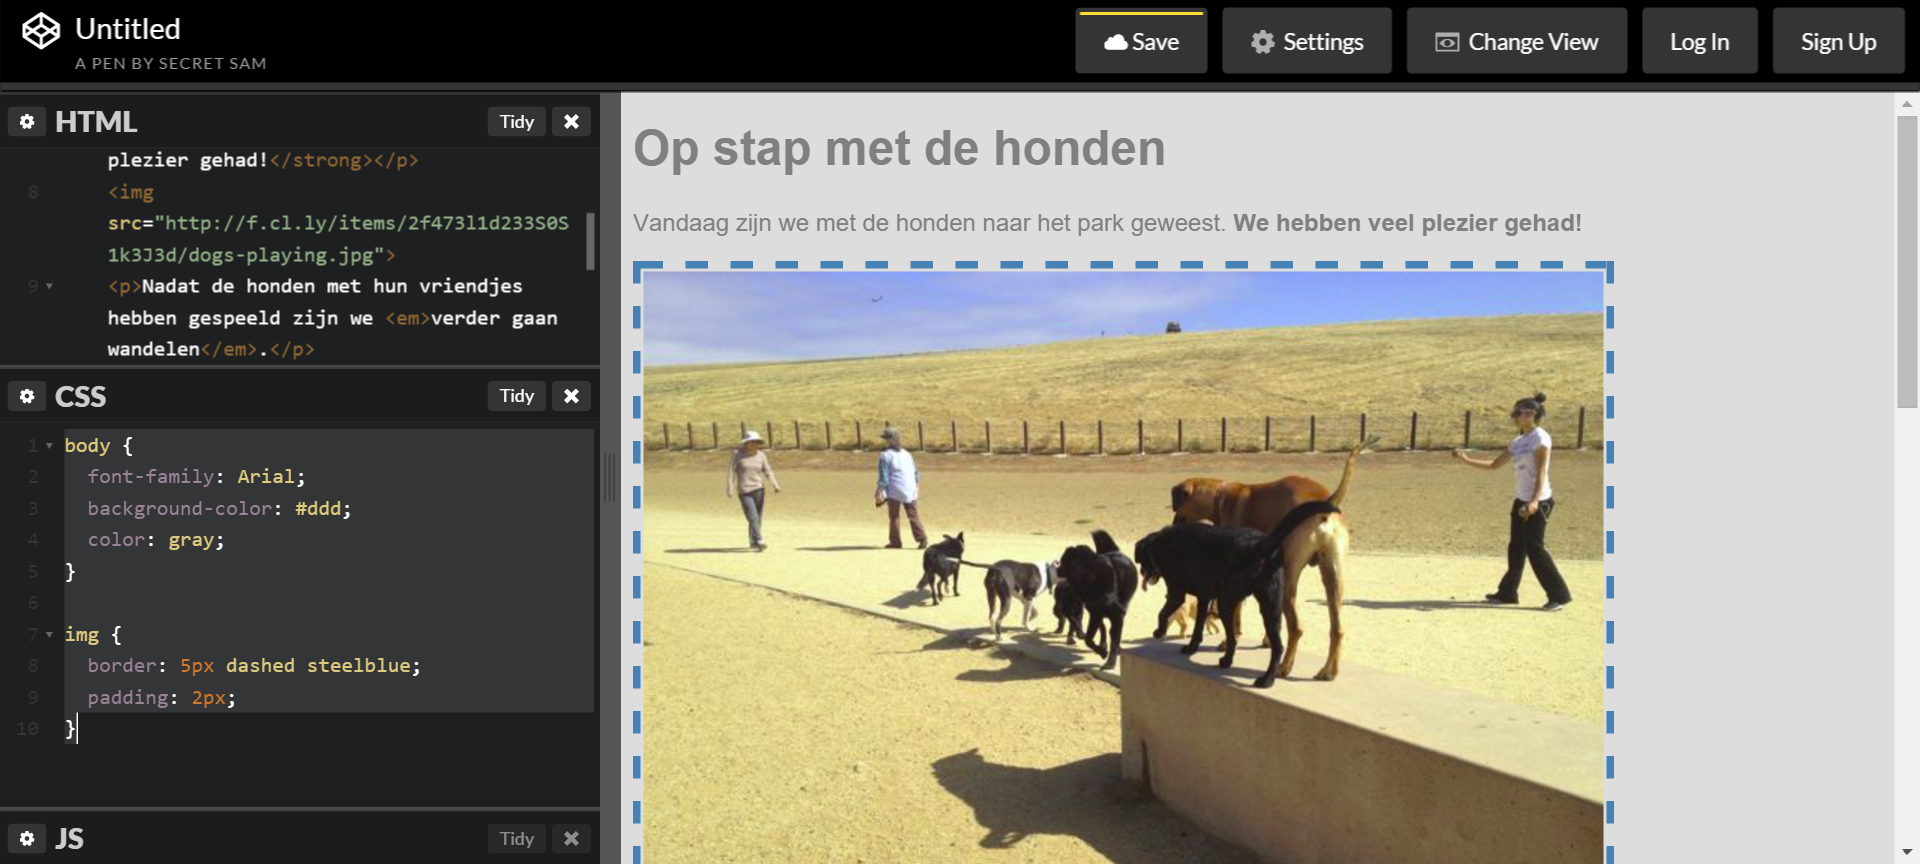 Untitled
A PEN BY SECRET SAM
Save
Settings
Change View
Log In
Sign Up
HTML
Tidy
plezier gehad!</strong></p>
8
<img
src="http://f.cl.ly/items/2f473l1d233S0S
1k3J3d/dogs-playing.jpg">
9
<p>Nadat de honden met hun vriendjes
hebben gespeeld zijn we <em>verder gaan
wandelen</em>.</p>
CSS
Tidy
1 body {
2 font-family: Arial;
3 background-color: #ddd;
4 color: gray;
5 }
6
7 img {
8 border: 5px dashed steelblue;
9 padding: 2px;
10 }
JS
Tidy
Op stap met de honden
Vandaag zijn we met de honden naar het park geweest. We hebben veel plezier gehad!